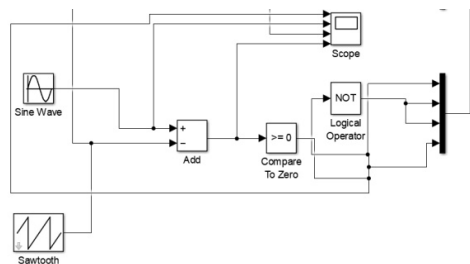 Scope
Sine Wave
+
−
Add
>= 0
Compare
To Zero
NOT
Logical
Operator
Sawtooth